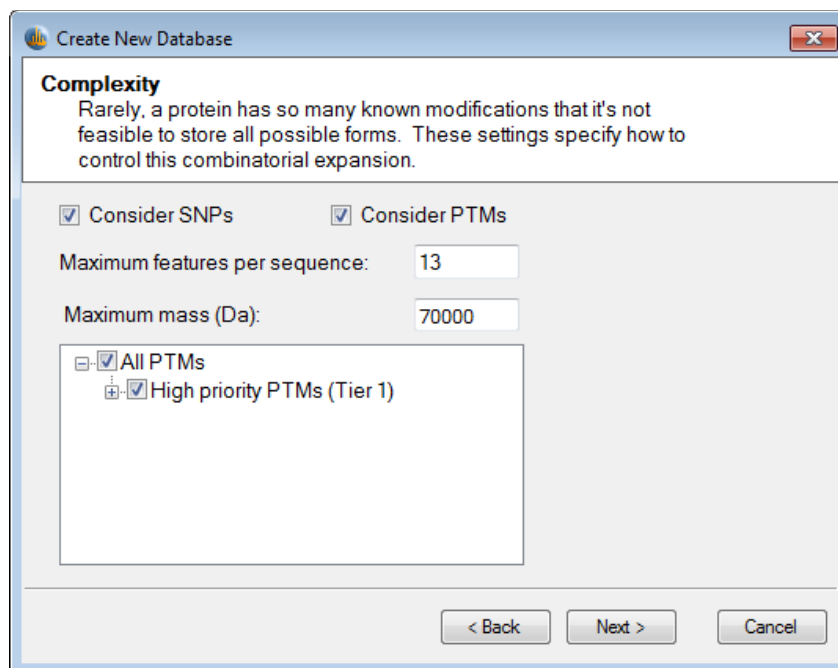 Create New Database
Complexity
Rarely, a protein has so many known modifications that it's not
feasible to store all possible forms.  These settings specify how to
control this combinatorial expansion.
Consider SNPs Consider PTMs
Maximum features per sequence: 13
Maximum mass (Da): 70000
All PTMs
High priority PTMs (Tier 1)
< Back Next > Cancel